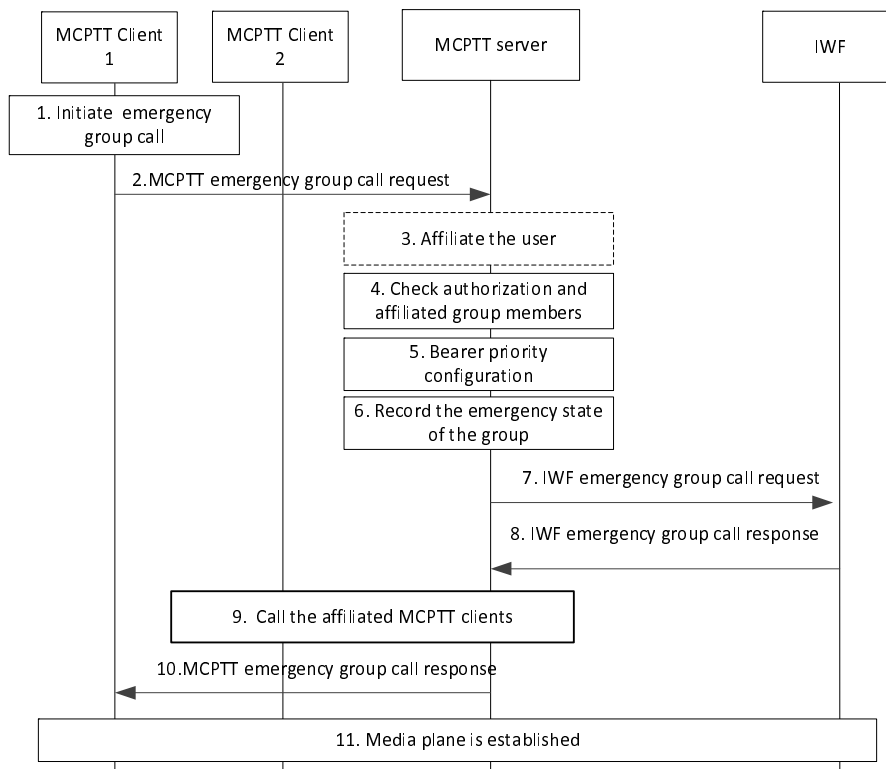 MCPTT Client
1
MCPTT Client
2
MCPTT server
IWF
1. Initiate emergency
group call
2.MCPTT emergency group call request
3. Affiliate the user
4. Check authorization and
affiliated group members
5. Bearer priority
configuration
6. Record the emergency state
of the group
7. IWF emergency group call request
8. IWF emergency group call response
9. Call the affiliated MCPTT clients
10.MCPTT emergency group call response
11. Media plane is established